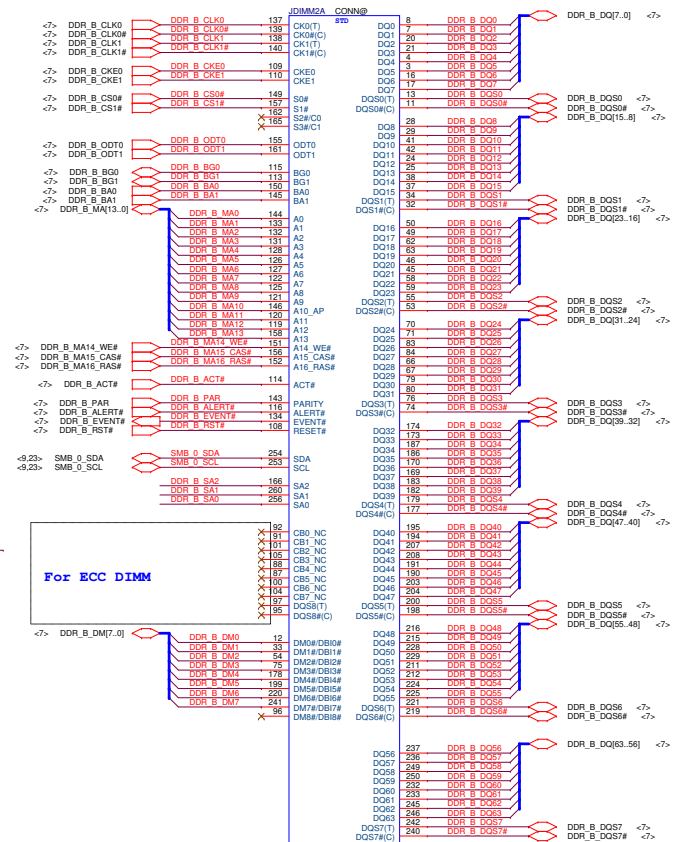 JDIMM2A CONN@
STD
<7> DDR_B_CLK0 DDR_B_CLK0 137 CK0(T)
<7> DDR_B_CLK0# DDR_B_CLK0# 139 CK0#(C)
<7> DDR_B_CLK1 DDR_B_CLK1 138 CK1(T)
<7> DDR_B_CLK1# DDR_B_CLK1# 140 CK1#(C)
<7> DDR_B_CKE0 DDR_B_CKE0 109 CKE0
<7> DDR_B_CKE1 DDR_B_CKE1 110 CKE1
<7> DDR_B_CS0# DDR_B_CS0# 149 S0#
<7> DDR_B_CS1# DDR_B_CS1# 157 S1#
162 S2#/C0
165 S3#/C1
<7> DDR_B_ODT0 DDR_B_ODT0 155 ODT0
<7> DDR_B_ODT1 DDR_B_ODT1 161 ODT1
<7> DDR_B_BG0 DDR_B_BG0 115 BG0
<7> DDR_B_BG1 DDR_B_BG1 113 BG1
<7> DDR_B_BA0 DDR_B_BA0 150 BA0
<7> DDR_B_BA1 DDR_B_BA1 145 BA1
<7> DDR_B_MA[13..0]
DDR_B_MA0 144 A0
DDR_B_MA1 133 A1
DDR_B_MA2 132 A2
DDR_B_MA3 131 A3
DDR_B_MA4 128 A4
DDR_B_MA5 126 A5
DDR_B_MA6 127 A6
DDR_B_MA7 122 A7
DDR_B_MA8 125 A8
DDR_B_MA9 121 A9
DDR_B_MA10 146 A10_AP
DDR_B_MA11 120 A11
DDR_B_MA12 119 A12
DDR_B_MA13 158 A13
<7> DDR_B_MA14_WE# DDR_B_MA14_WE# 151 A14_WE#
<7> DDR_B_MA15_CAS# DDR_B_MA15_CAS# 156 A15_CAS#
<7> DDR_B_MA16_RAS# DDR_B_MA16_RAS# 152 A16_RAS#
<7> DDR_B_ACT# DDR_B_ACT# 114 ACT#
<7> DDR_B_PAR DDR_B_PAR 143 PARITY
<7> DDR_B_ALERT# DDR_B_ALERT# 116 ALERT#
<7> DDR_B_EVENT# DDR_B_EVENT# 134 EVENT#
<7> DDR_B_RST# DDR_B_RST# 108 RESET#
<9,23> SMB_0_SDA SMB_0_SDA 254 SDA
<9,23> SMB_0_SCL SMB_0_SCL 253 SCL
DDR_B_SA2 166 SA2
DDR_B_SA1 260 SA1
DDR_B_SA0 256 SA0
For ECC DIMM
92 CB0_NC
91 CB1_NC
101 CB2_NC
105 CB3_NC
88 CB4_NC
87 CB5_NC
100 CB6_NC
104 CB7_NC
97 DQS8(T)
95 DQS8#(C)
<7> DDR_B_DM[7..0]
DDR_B_DM0 12 DM0#/DBI0#
DDR_B_DM1 33 DM1#/DBI1#
DDR_B_DM2 54 DM2#/DBI2#
DDR_B_DM3 75 DM3#/DBI3#
DDR_B_DM4 178 DM4#/DBI4#
DDR_B_DM5 199 DM5#/DBI5#
DDR_B_DM6 220 DM6#/DBI6#
DDR_B_DM7 241 DM7#/DBI7#
96 DM8#/DBI8#
DQ0 8 DDR_B_DQ0 DDR_B_DQ[7..0] <7>
DQ1 7 DDR_B_DQ1
DQ2 20 DDR_B_DQ2
DQ3 21 DDR_B_DQ3
DQ4 4 DDR_B_DQ4
DQ5 3 DDR_B_DQ5
DQ6 16 DDR_B_DQ6
DQ7 17 DDR_B_DQ7
DQS0(T) 13 DDR_B_DQS0 DDR_B_DQS0 <7>
DQS0#(C) 11 DDR_B_DQS0# DDR_B_DQS0# <7>
DDR_B_DQ[15..8] <7>
DQ8 28 DDR_B_DQ8
DQ9 29 DDR_B_DQ9
DQ10 41 DDR_B_DQ10
DQ11 42 DDR_B_DQ11
DQ12 24 DDR_B_DQ12
DQ13 25 DDR_B_DQ13
DQ14 38 DDR_B_DQ14
DQ15 37 DDR_B_DQ15
DQS1(T) 34 DDR_B_DQS1 DDR_B_DQS1 <7>
DQS1#(C) 32 DDR_B_DQS1# DDR_B_DQS1# <7>
DDR_B_DQ[23..16] <7>
DQ16 50 DDR_B_DQ16
DQ17 49 DDR_B_DQ17
DQ18 62 DDR_B_DQ18
DQ19 63 DDR_B_DQ19
DQ20 46 DDR_B_DQ20
DQ21 45 DDR_B_DQ21
DQ22 58 DDR_B_DQ22
DQ23 59 DDR_B_DQ23
DQS2(T) 55 DDR_B_DQS2 DDR_B_DQS2 <7>
DQS2#(C) 53 DDR_B_DQS2# DDR_B_DQS2# <7>
DDR_B_DQ[31..24] <7>
DQ24 70 DDR_B_DQ24
DQ25 71 DDR_B_DQ25
DQ26 83 DDR_B_DQ26
DQ27 84 DDR_B_DQ27
DQ28 66 DDR_B_DQ28
DQ29 67 DDR_B_DQ29
DQ30 79 DDR_B_DQ30
DQ31 80 DDR_B_DQ31
DQS3(T) 76 DDR_B_DQS3 DDR_B_DQS3 <7>
DQS3#(C) 74 DDR_B_DQS3# DDR_B_DQS3# <7>
DDR_B_DQ[39..32] <7>
DQ32 174 DDR_B_DQ32
DQ33 173 DDR_B_DQ33
DQ34 187 DDR_B_DQ34
DQ35 186 DDR_B_DQ35
DQ36 170 DDR_B_DQ36
DQ37 169 DDR_B_DQ37
DQ38 183 DDR_B_DQ38
DQ39 182 DDR_B_DQ39
DQS4(T) 179 DDR_B_DQS4 DDR_B_DQS4 <7>
DQS4#(C) 177 DDR_B_DQS4# DDR_B_DQS4# <7>
DDR_B_DQ[47..40] <7>
DQ40 195 DDR_B_DQ40
DQ41 194 DDR_B_DQ41
DQ42 207 DDR_B_DQ42
DQ43 208 DDR_B_DQ43
DQ44 191 DDR_B_DQ44
DQ45 190 DDR_B_DQ45
DQ46 203 DDR_B_DQ46
DQ47 204 DDR_B_DQ47
DQS5(T) 200 DDR_B_DQS5 DDR_B_DQS5 <7>
DQS5#(C) 198 DDR_B_DQS5# DDR_B_DQS5# <7>
DDR_B_DQ[55..48] <7>
DQ48 216 DDR_B_DQ48
DQ49 215 DDR_B_DQ49
DQ50 228 DDR_B_DQ50
DQ51 229 DDR_B_DQ51
DQ52 211 DDR_B_DQ52
DQ53 212 DDR_B_DQ53
DQ54 224 DDR_B_DQ54
DQ55 225 DDR_B_DQ55
DQS6(T) 221 DDR_B_DQS6 DDR_B_DQS6 <7>
DQS6#(C) 219 DDR_B_DQS6# DDR_B_DQS6# <7>
DDR_B_DQ[63..56] <7>
DQ56 237 DDR_B_DQ56
DQ57 236 DDR_B_DQ57
DQ58 249 DDR_B_DQ58
DQ59 250 DDR_B_DQ59
DQ60 232 DDR_B_DQ60
DQ61 233 DDR_B_DQ61
DQ62 245 DDR_B_DQ62
DQ63 246 DDR_B_DQ63
DQS7(T) 242 DDR_B_DQS7 DDR_B_DQS7 <7>
DQS7#(C) 240 DDR_B_DQS7# DDR_B_DQS7# <7>